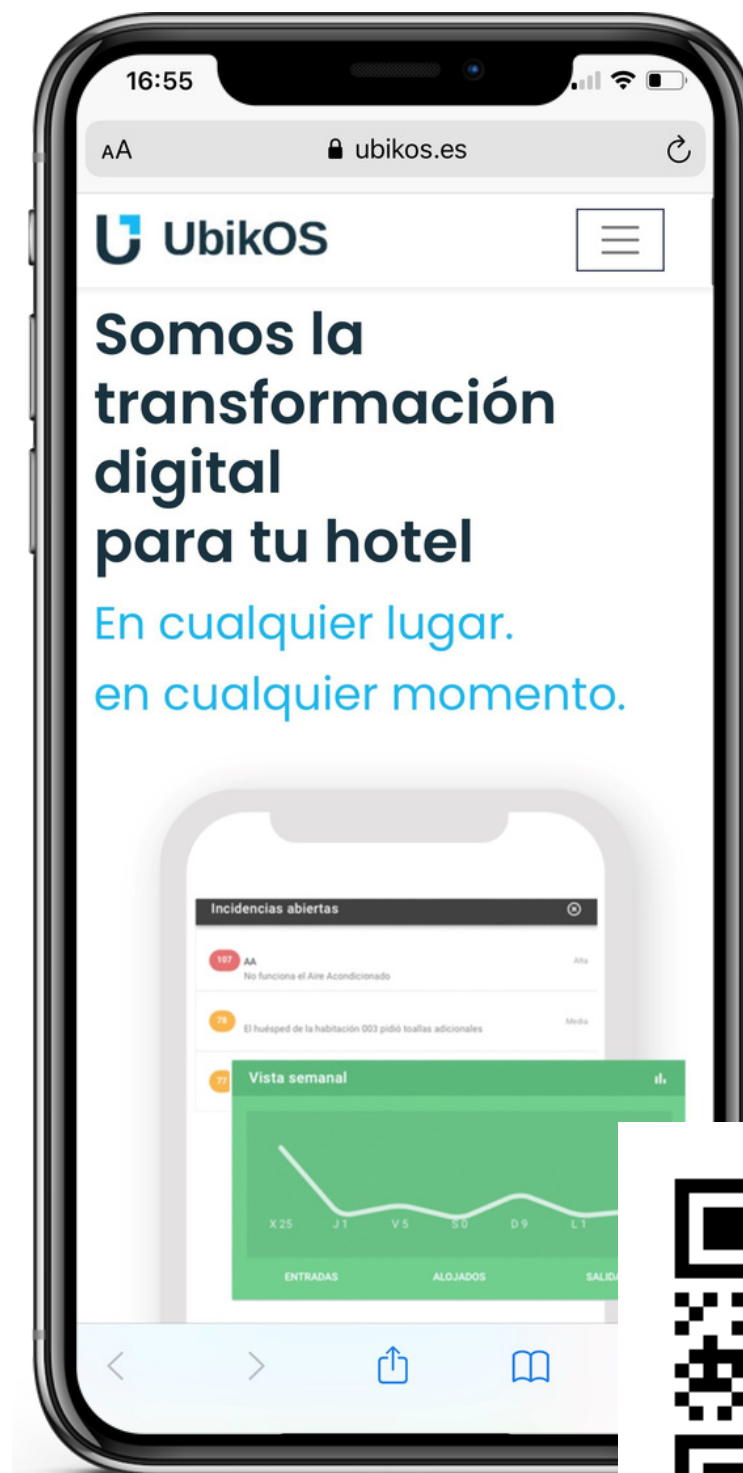 16:55
AA
ubikos.es
UbikOS
Somos la
transformación
digital
para tu hotel
En cualquier lugar.
en cualquier momento.
Incidencias abiertas
107 AA Alta
No funciona el Aire Acondicionado
78 El huésped de la habitación 003 pidió toallas adicionales Media
77
Vista semanal
X 25 J 1 V 5 S 0 D 9 L 1
ENTRADAS ALOJADOS